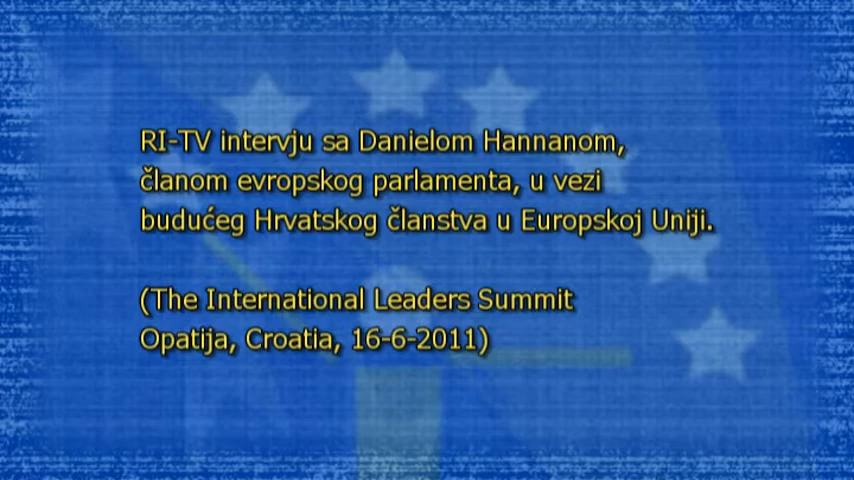 RI-TV intervju sa Danielom Hannanom,
članom evropskog parlamenta, u vezi
budućeg Hrvatskog članstva u Europskoj Uniji.
(The International Leaders Summit
Opatija, Croatia, 16-6-2011)